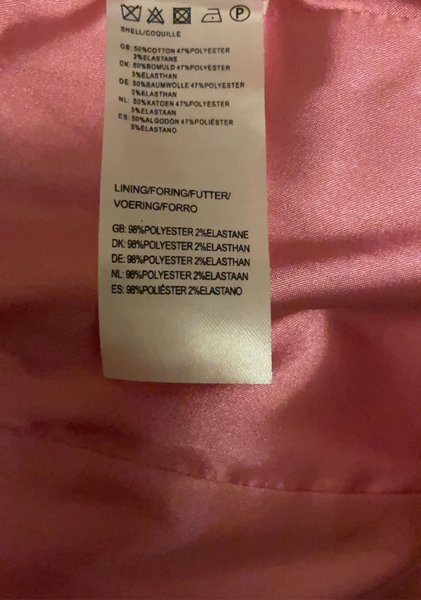 P
SHELL/COQUILLE
GB: 50%COTTON 47%POLYESTER
3%ELASTANE
DK: 50%BOMULD 47%POLYESTER
3%ELASTHAN
DE: 50%BAUMWOLLE 47%POLYESTER
3%ELASTHAN
NL: 50%KATOEN 47%POLYESTER
3%ELASTAAN
ES: 50%ALGODÓN 47%POLIÉSTER
3%ELASTANO
LINING/FORING/FUTTER/
VOERING/FORRO
GB: 98%POLYESTER 2%ELASTANE
DK: 98%POLYESTER 2%ELASTHAN
DE: 98%POLYESTER 2%ELASTHAN
NL: 98%POLYESTER 2%ELASTAAN
ES: 98%POLIÉSTER 2%ELASTANO